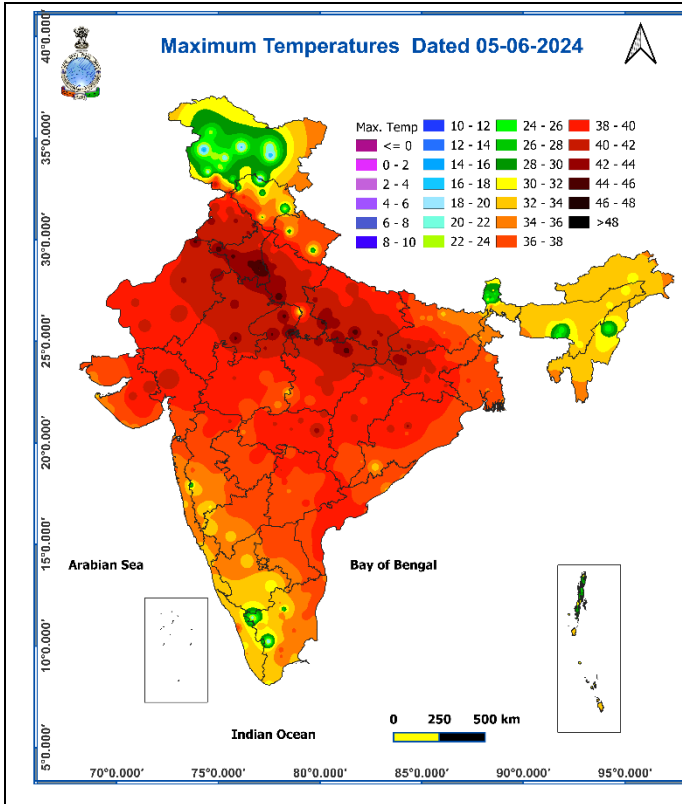 Maximum Temperatures Dated 05-06-2024
Max. Temp
<= 0
0 - 2
2 - 4
4 - 6
6 - 8
8 - 10
10 - 12
12 - 14
14 - 16
16 - 18
18 - 20
20 - 22
22 - 24
24 - 26
26 - 28
28 - 30
30 - 32
32 - 34
34 - 36
36 - 38
38 - 40
40 - 42
42 - 44
44 - 46
46 - 48
>48
40°0.000'
35°0.000'
30°0.000'
25°0.000'
20°0.000'
15°0.000'
10°0.000'
5°0.000'
Arabian Sea
Bay of Bengal
Indian Ocean
0 250 500 km
70°0.000' 75°0.000' 80°0.000' 85°0.000' 90°0.000' 95°0.000'